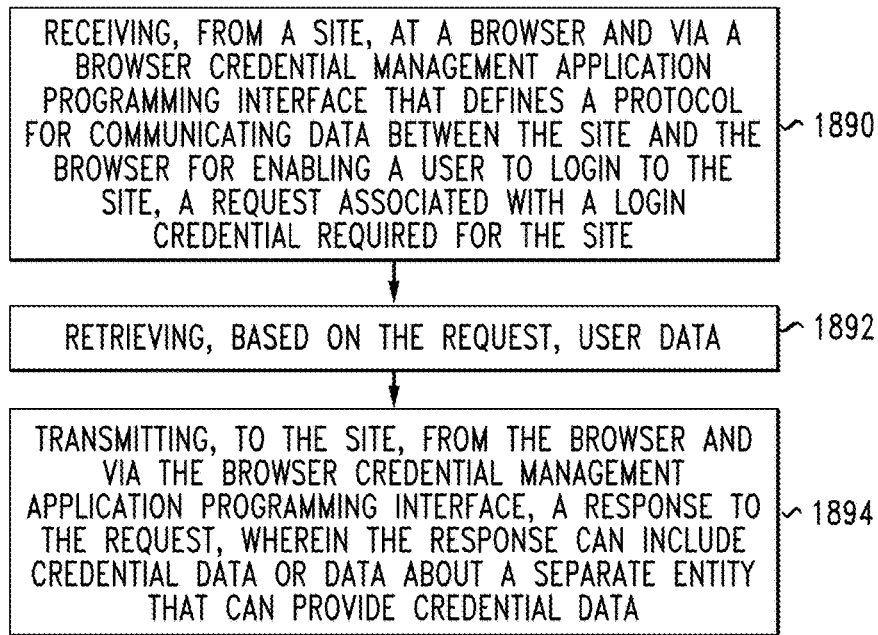 RECEIVING, FROM A SITE, AT A BROWSER AND VIA A
BROWSER CREDENTIAL MANAGEMENT APPLICATION
PROGRAMMING INTERFACE THAT DEFINES A PROTOCOL
FOR COMMUNICATING DATA BETWEEN THE SITE AND THE
BROWSER FOR ENABLING A USER TO LOGIN TO THE
SITE, A REQUEST ASSOCIATED WITH A LOGIN
CREDENTIAL REQUIRED FOR THE SITE
1890
RETRIEVING, BASED ON THE REQUEST, USER DATA
1892
TRANSMITTING, TO THE SITE, FROM THE BROWSER AND
VIA THE BROWSER CREDENTIAL MANAGEMENT
APPLICATION PROGRAMMING INTERFACE, A RESPONSE TO
THE REQUEST, WHEREIN THE RESPONSE CAN INCLUDE
CREDENTIAL DATA OR DATA ABOUT A SEPARATE ENTITY
THAT CAN PROVIDE CREDENTIAL DATA
1894